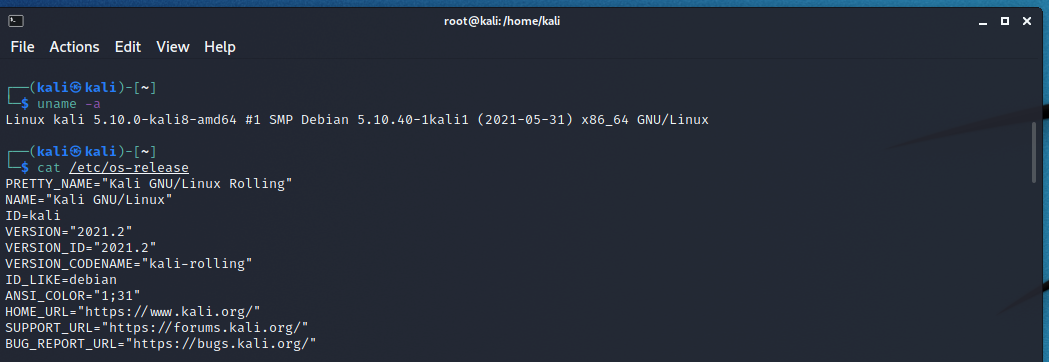 root@kali: /home/kali
File Actions Edit View Help
┌──(kali㉿kali)-[~]
└─$ uname -a
Linux kali 5.10.0-kali8-amd64 #1 SMP Debian 5.10.40-1kali1 (2021-05-31) x86_64 GNU/Linux
┌──(kali㉿kali)-[~]
└─$ cat /etc/os-release
PRETTY_NAME="Kali GNU/Linux Rolling"
NAME="Kali GNU/Linux"
ID=kali
VERSION="2021.2"
VERSION_ID="2021.2"
VERSION_CODENAME="kali-rolling"
ID_LIKE=debian
ANSI_COLOR="1;31"
HOME_URL="https://www.kali.org/"
SUPPORT_URL="https://forums.kali.org/"
BUG_REPORT_URL="https://bugs.kali.org/"